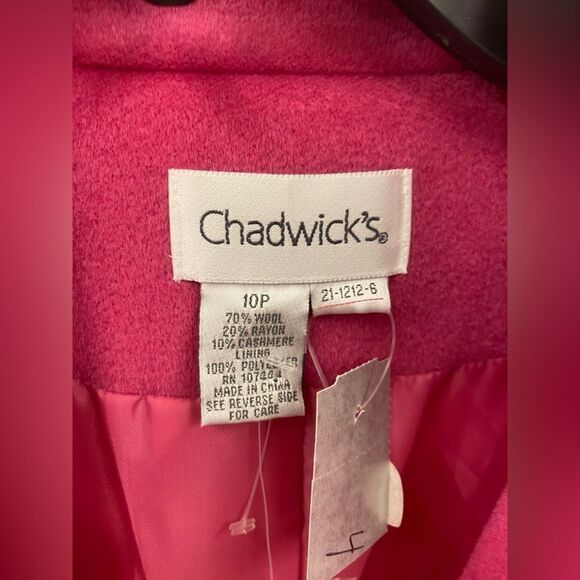 Chadwick's®
21-1212-6
10P
70% WOOL
20% RAYON
10% CASHMERE
LINING
100% POLYESTER
RN
MADE IN CHINA
SEE REVERSE SIDE
FOR CARE